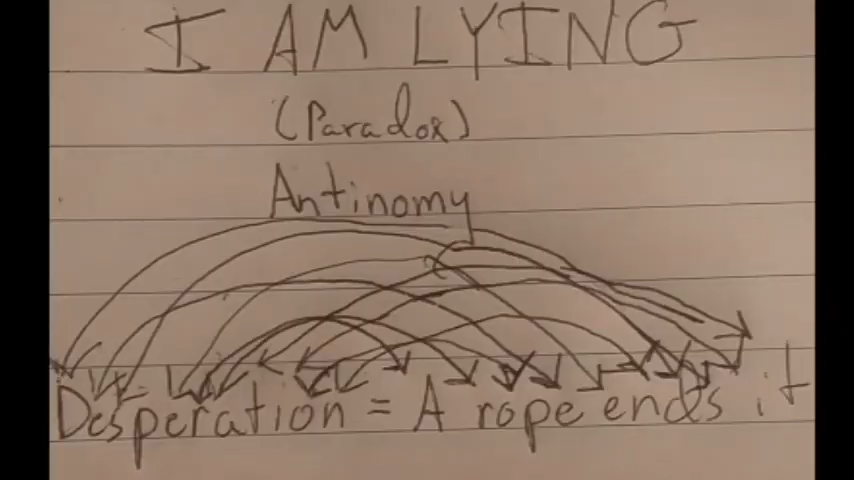 I AM LYING
(Paradox)
Antinomy
Desperation = A rope ends it